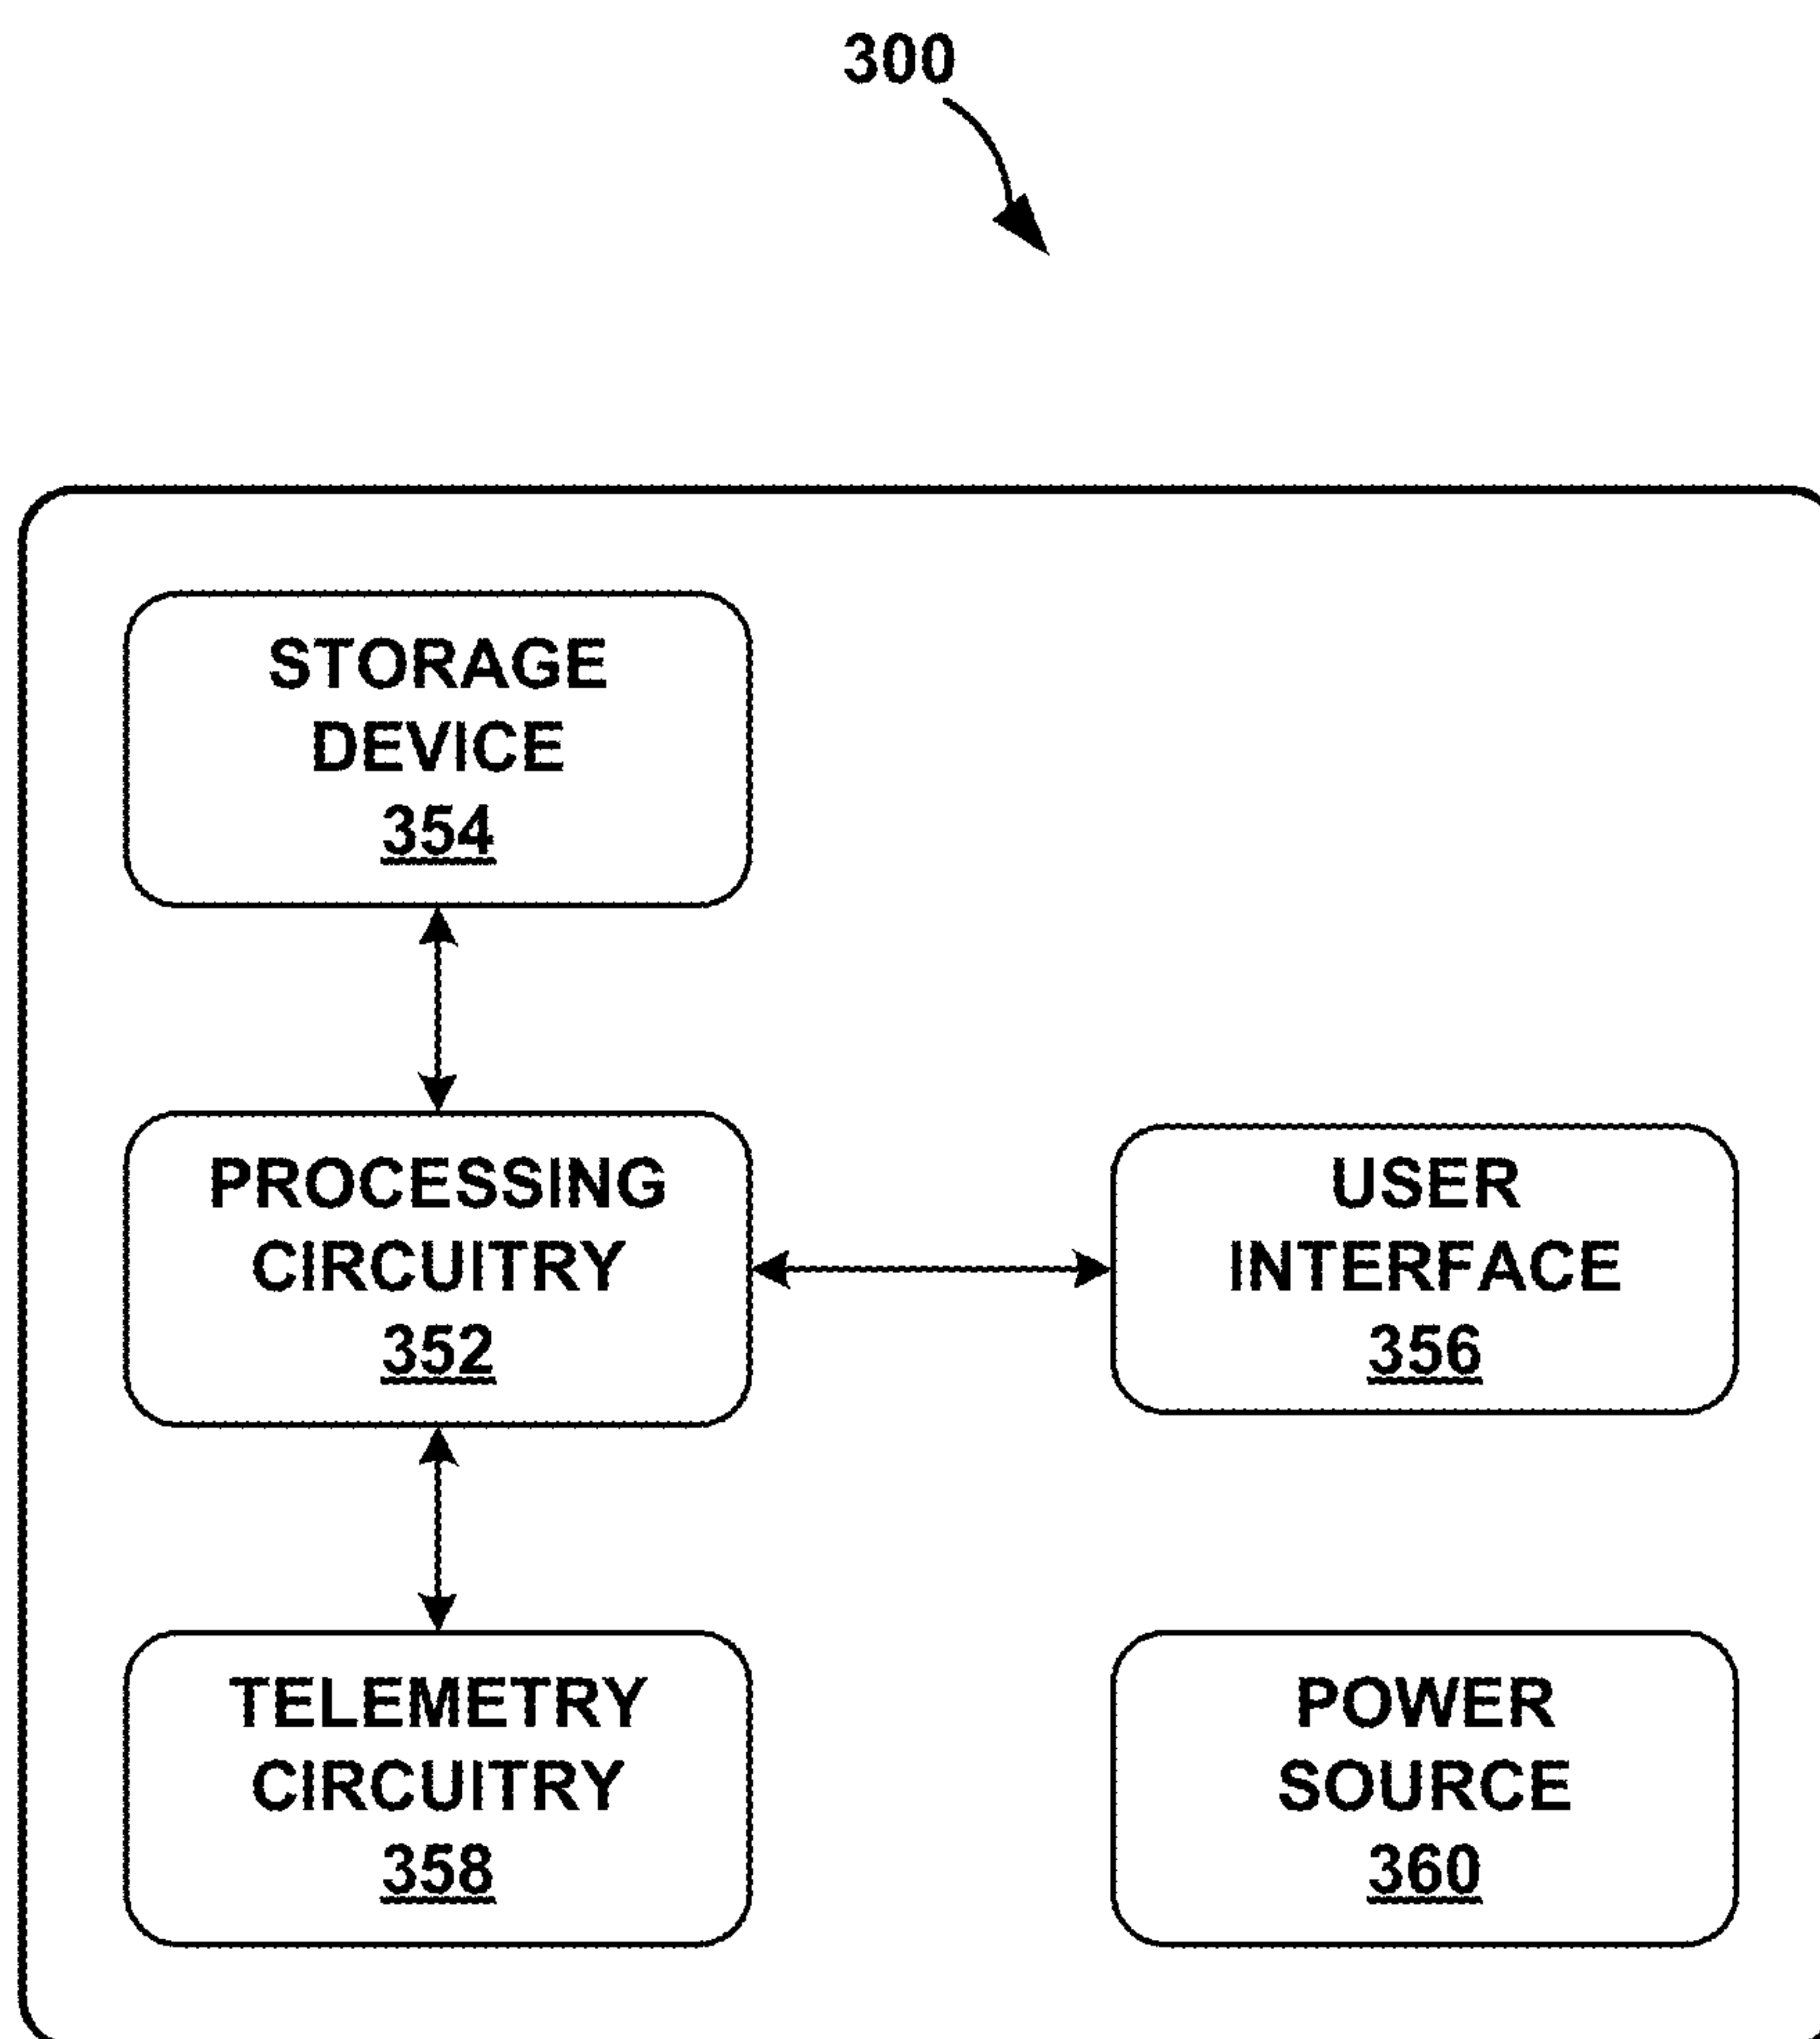 300
STORAGE
DEVICE
354
PROCESSING
CIRCUITRY
352
USER
INTERFACE
356
TELEMETRY
CIRCUITRY
358
POWER
SOURCE
360